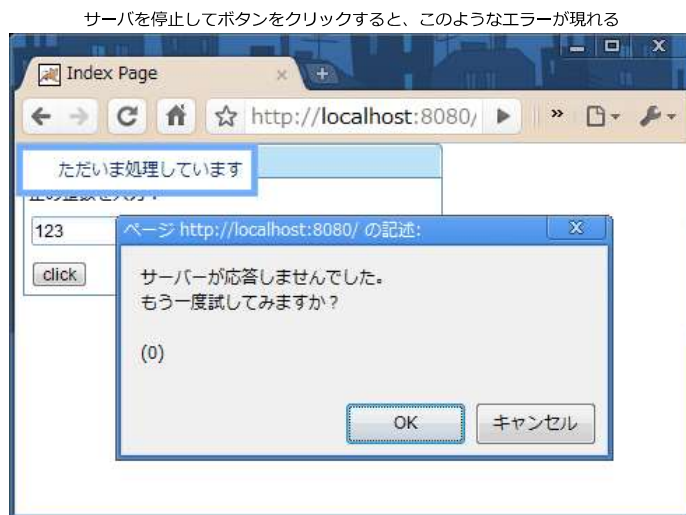 サーバを停止してボタンをクリックすると、このようなエラーが現れる
Index Page
http://localhost:8080/
ただいま処理しています
123
click
ページ http://localhost:8080/ の記述:
サーバーが応答しませんでした。
もう一度試してみますか？
(0)
OK キャンセル